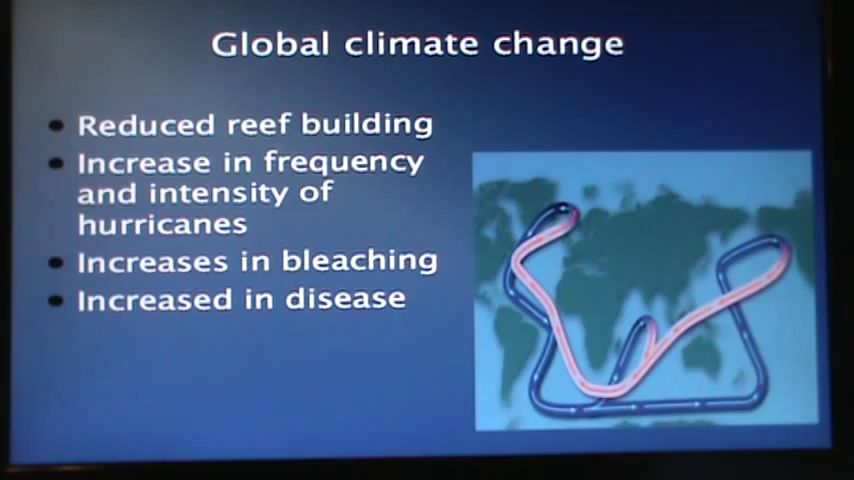 Global climate change
Reduced reef building
Increase in frequency
and intensity of
hurricanes
Increases in bleaching
Increased in disease